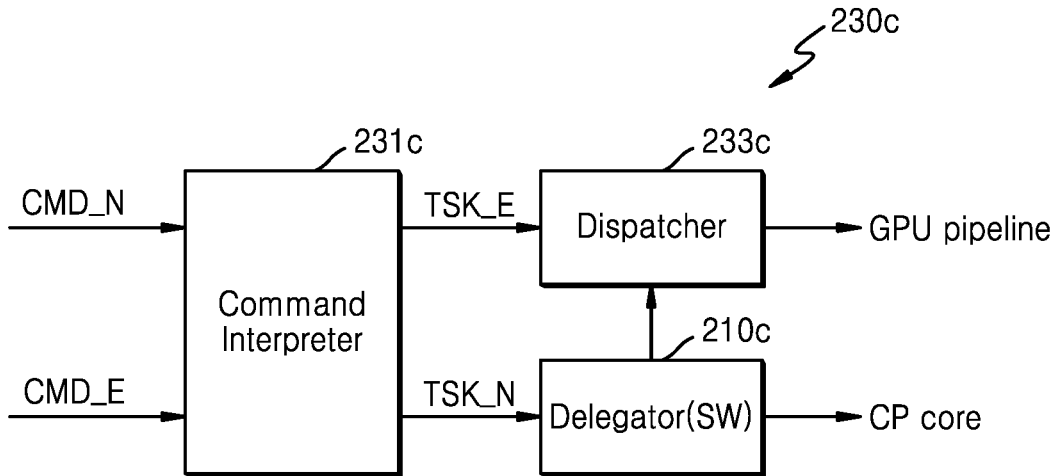 230c
231c
233c
CMD_N
TSK_E
Dispatcher
GPU pipeline
Command
Interpreter
210c
CMD_E
TSK_N
Delegator(SW)
CP core